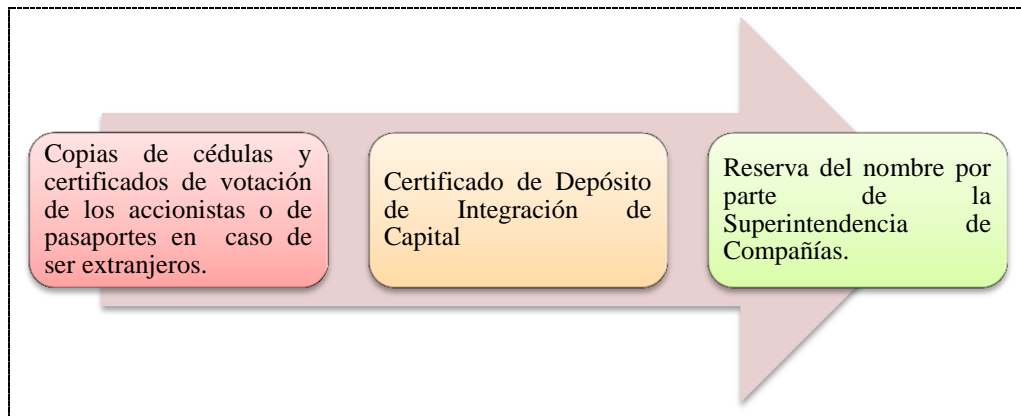 Copias de cédulas y
certificados de votación
de los accionistas o de
pasaportes en caso de
ser extranjeros.
Certificado de Depósito
de Integración de
Capital
Reserva del nombre por
parte de la
Superintendencia de
Compañías.